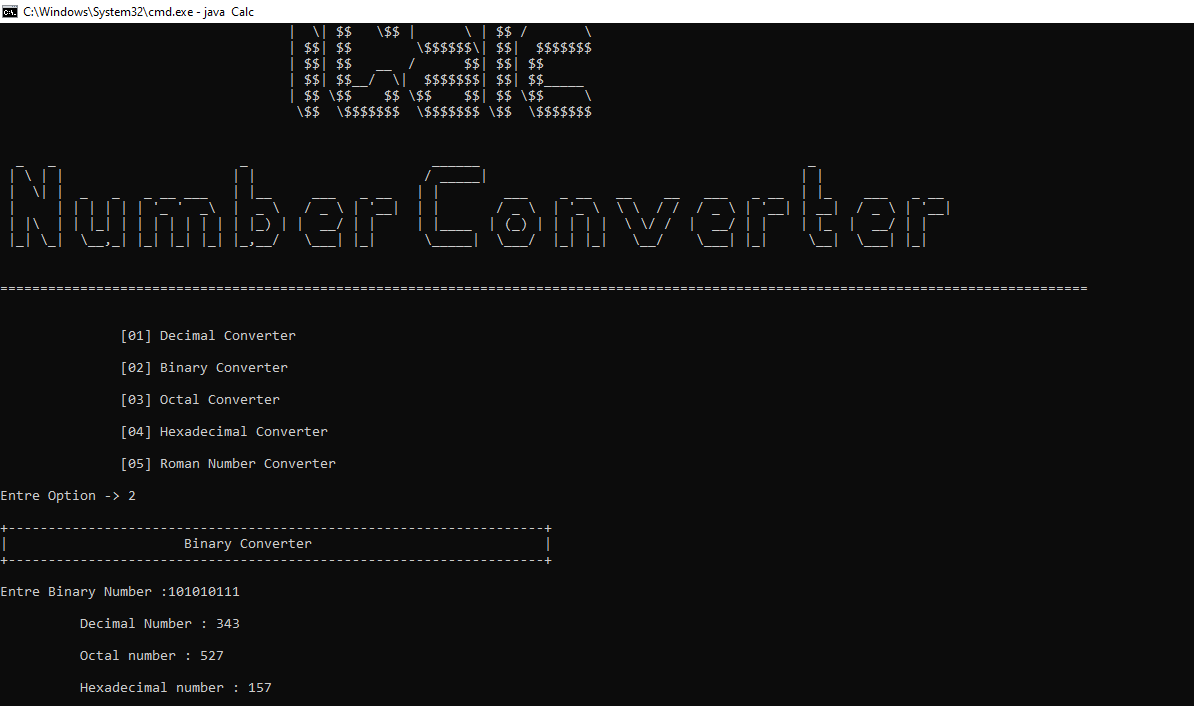 C:\Windows\System32\cmd.exe - java Calc
iCalc
Number Converter
================================================================================================================================________
[01] Decimal Converter
[02] Binary Converter
[03] Octal Converter
[04] Hexadecimal Converter
[05] Roman Number Converter
Entre Option -> 2
+-------------------------------------------------------------------+
| Binary Converter |
+-------------------------------------------------------------------+
Entre Binary Number :101010111
Decimal Number : 343
Octal number : 527
Hexadecimal number : 157